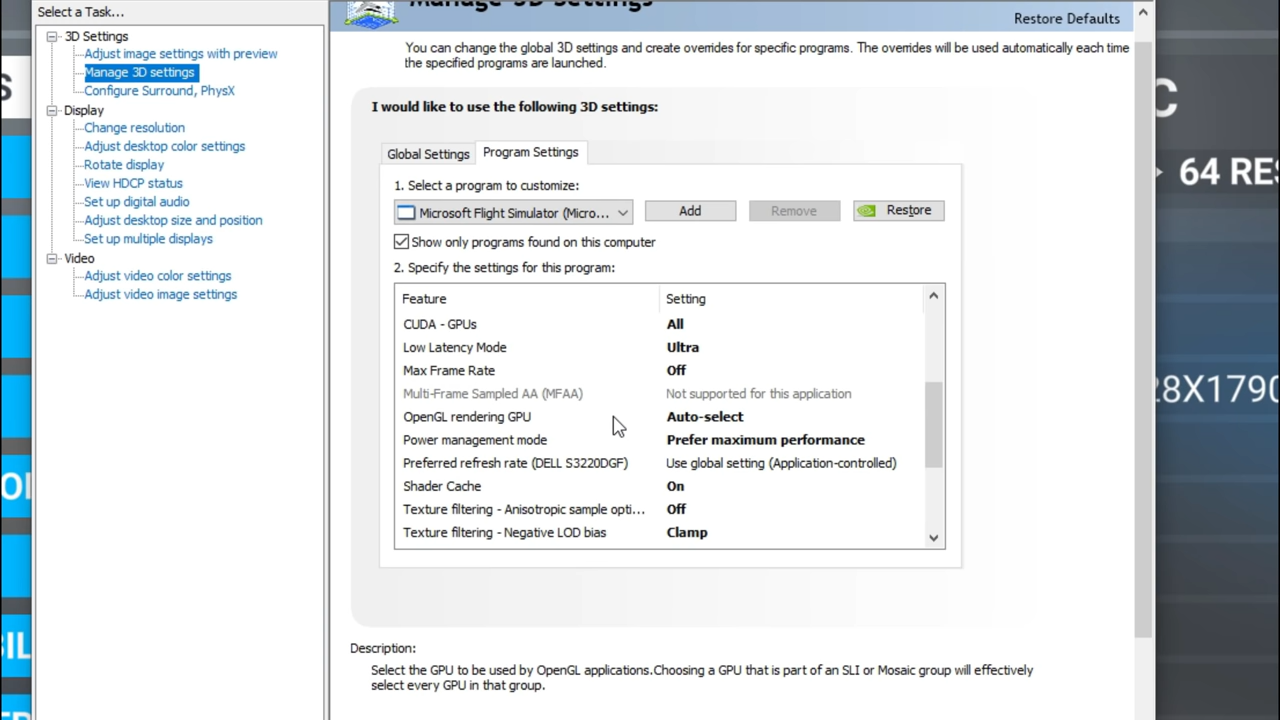 Select a Task...
3D Settings
Adjust image settings with preview
Manage 3D settings
Configure Surround, PhysX
Display
Change resolution
Adjust desktop color settings
Rotate display
View HDCP status
Set up digital audio
Adjust desktop size and position
Set up multiple displays
Video
Adjust video color settings
Adjust video image settings
Manage 3D Settings
Restore Defaults
You can change the global 3D settings and create overrides for specific programs. The overrides will be used automatically each time
the specified programs are launched.
I would like to use the following 3D settings:
Global Settings
Program Settings
1. Select a program to customize:
Microsoft Flight Simulator (Micro...
Add
Remove
Restore
Show only programs found on this computer
2. Specify the settings for this program:
Feature Setting
CUDA - GPUs All
Low Latency Mode Ultra
Max Frame Rate Off
Multi-Frame Sampled AA (MFAA) Not supported for this application
OpenGL rendering GPU Auto-select
Power management mode Prefer maximum performance
Preferred refresh rate (DELL S3220DGF) Use global setting (Application-controlled)
Shader Cache On
Texture filtering - Anisotropic sample opti... Off
Texture filtering - Negative LOD bias Clamp
Description:
Select the GPU to be used by OpenGL applications.Choosing a GPU that is part of an SLI or Mosaic group will effectively
select every GPU in that group.
64 RES
28X1790